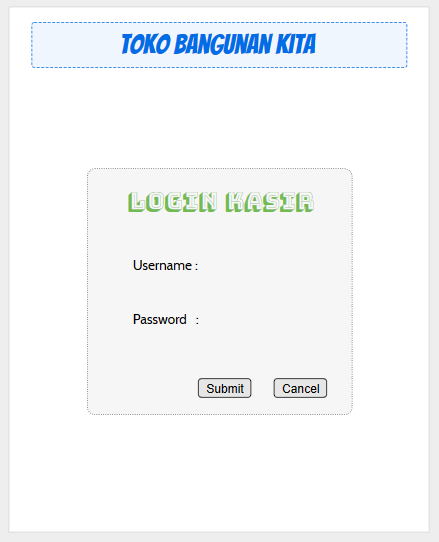 TOKO BANGUNAN KITA
LOGIN KASIR
Username :
Password :
Submit Cancel